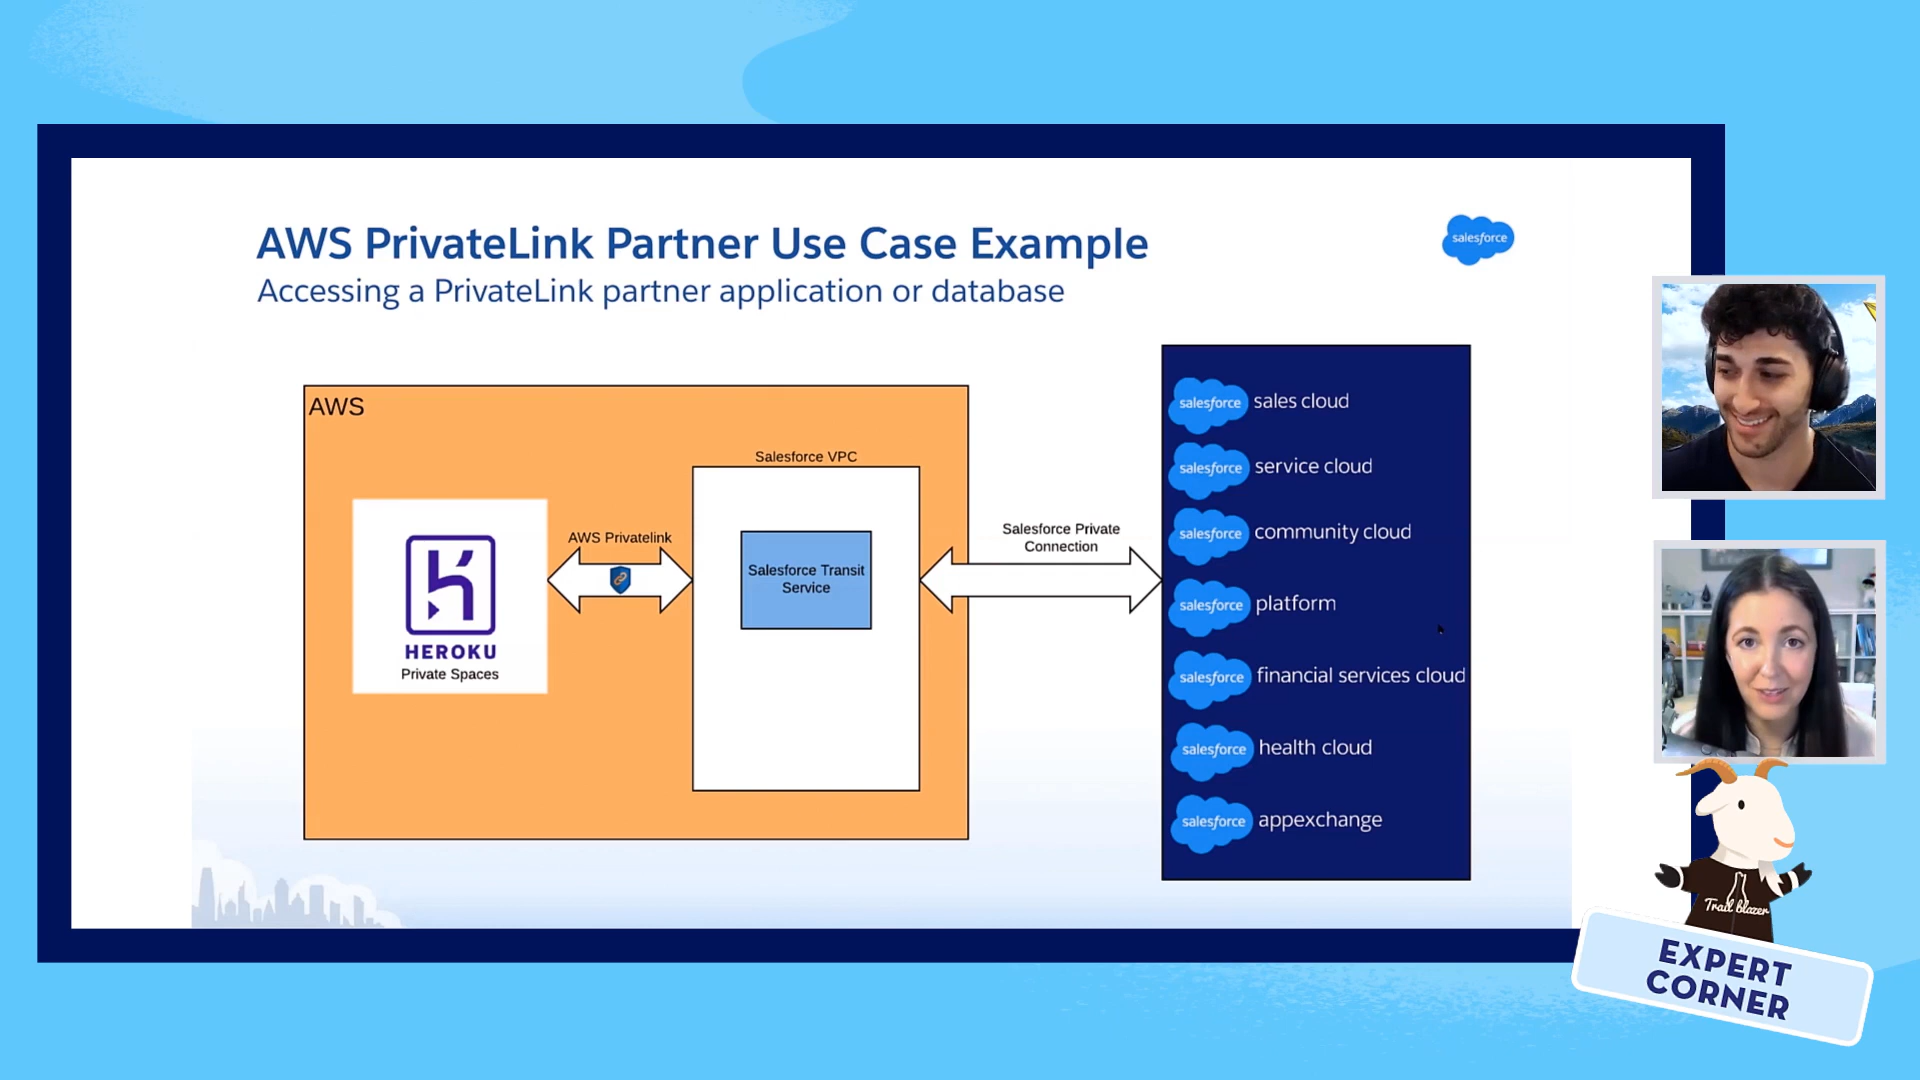 AWS PrivateLink Partner Use Case Example
Accessing a PrivateLink partner application or database
salesforce
AWS
Salesforce VPC
HEROKU
Private Spaces
AWS Privatelink
Salesforce Transit
Service
Salesforce Private
Connection
salesforce sales cloud
salesforce service cloud
salesforce community cloud
salesforce platform
salesforce financial services cloud
salesforce health cloud
salesforce appexchange
Trail blazer
EXPERT
CORNER